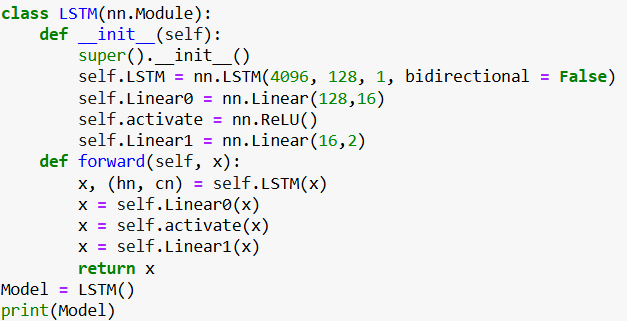 class LSTM(nn.Module):
    def __init__(self):
        super().__init__()
        self.LSTM = nn.LSTM(4096, 128, 1, bidirectional = False)
        self.Linear0 = nn.Linear(128,16)
        self.activate = nn.ReLU()
        self.Linear1 = nn.Linear(16,2)
    def forward(self, x):
        x, (hn, cn) = self.LSTM(x)
        x = self.Linear0(x)
        x = self.activate(x)
        x = self.Linear1(x)
        return x
Model = LSTM()
print(Model)